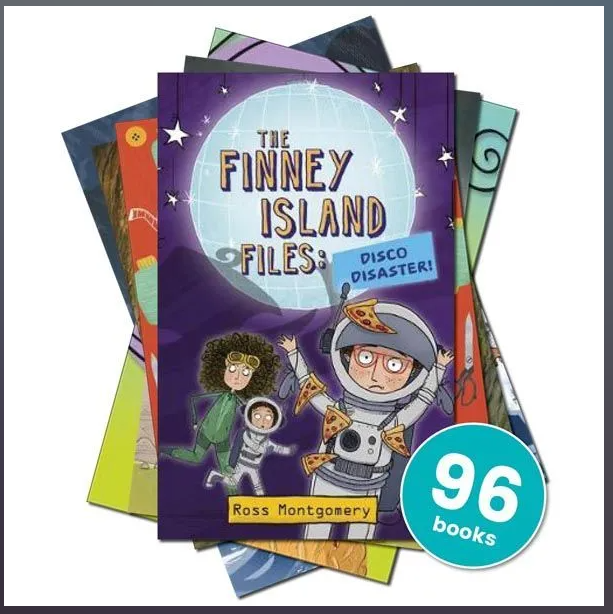 THE
FINNEY
ISLAND
FILES:
DISCO
DISASTER!
Ross Montgomery
96
books